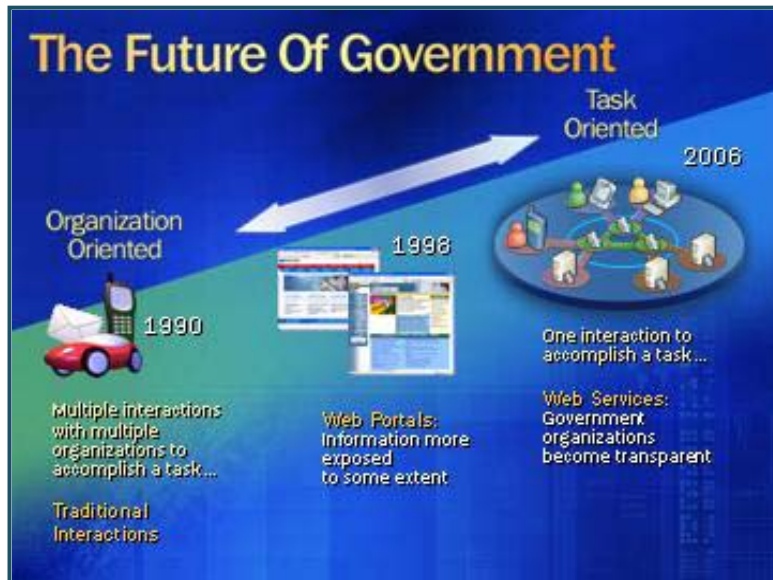 The Future Of Government
Task
Oriented
2006
Organization
Oriented
1998
1990
One interaction to
accomplish a task...
Multiple interactions
with multiple
organizations to
accomplish a task...
Traditional
Interactions
Web Portals:
Information more
exposed
to some extent
Web Services:
Government
organizations
become transparent